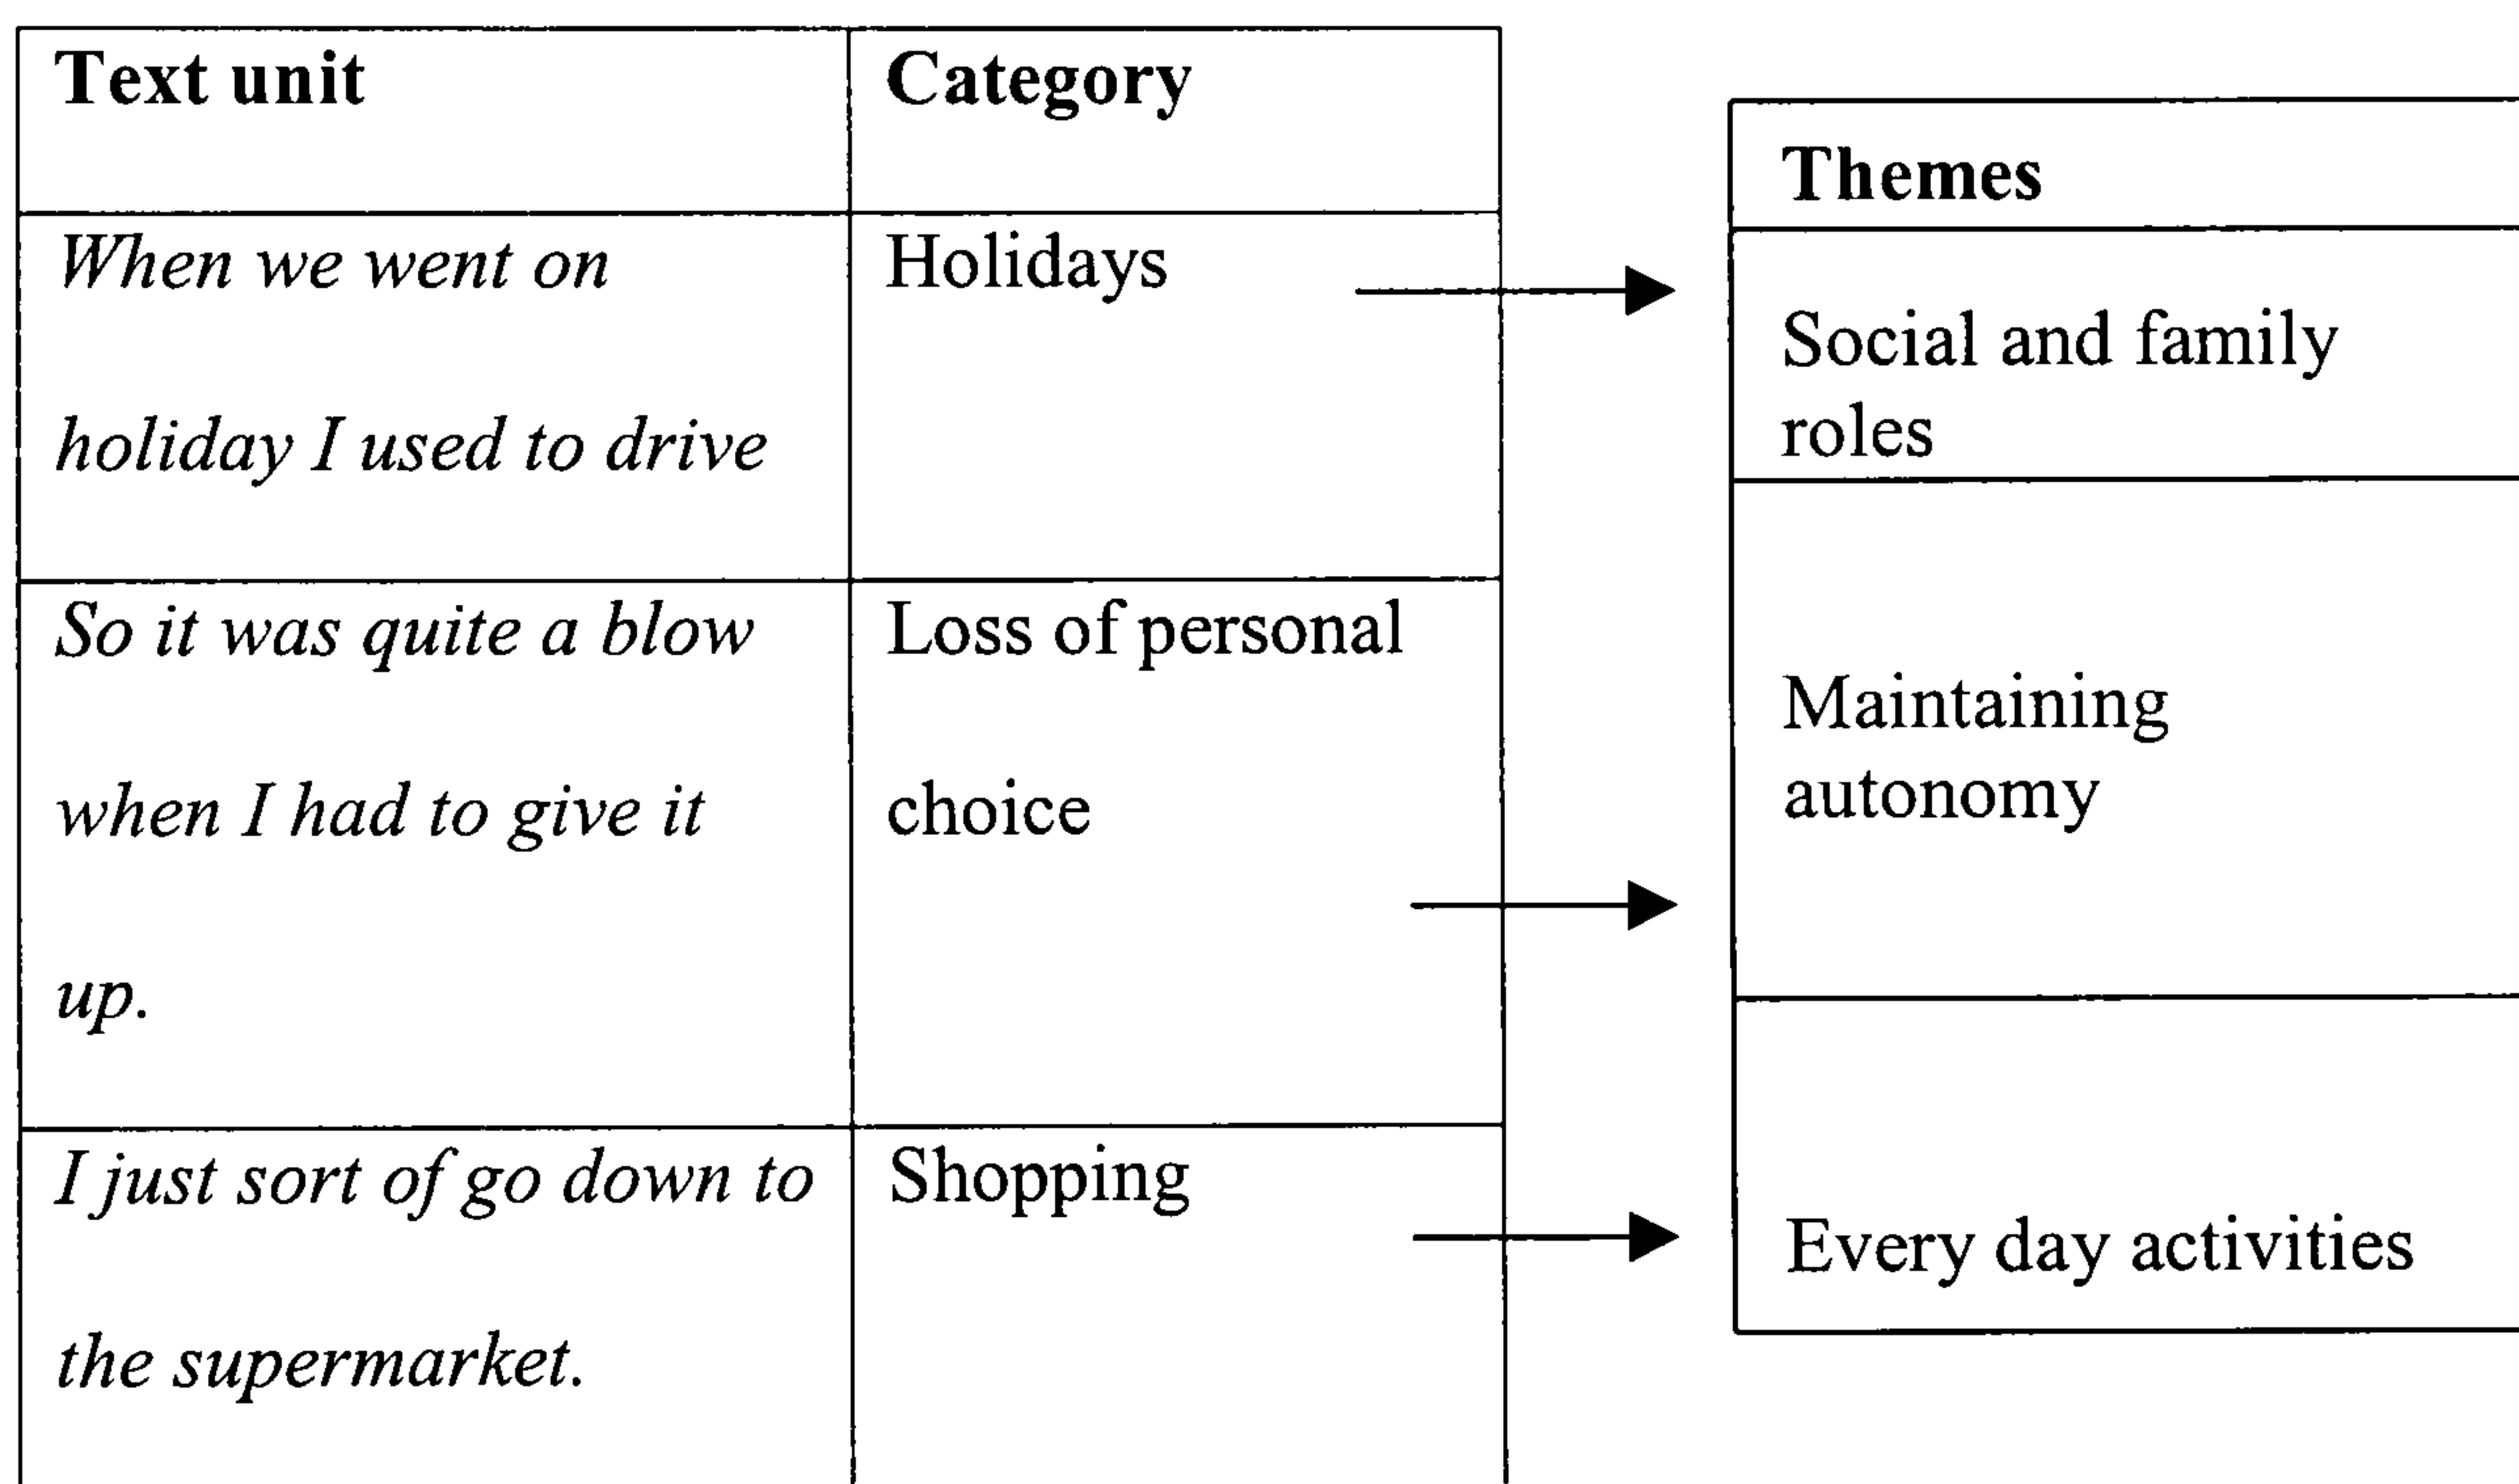 Text unit
Category
When we went on
holiday I used to drive
Holidays
So it was quite a blow
when I had to give it
up.
Loss of personal
choice
I just sort of go down to
the supermarket.
Shopping
Themes
Social and family
roles
Maintaining
autonomy
Every day activities